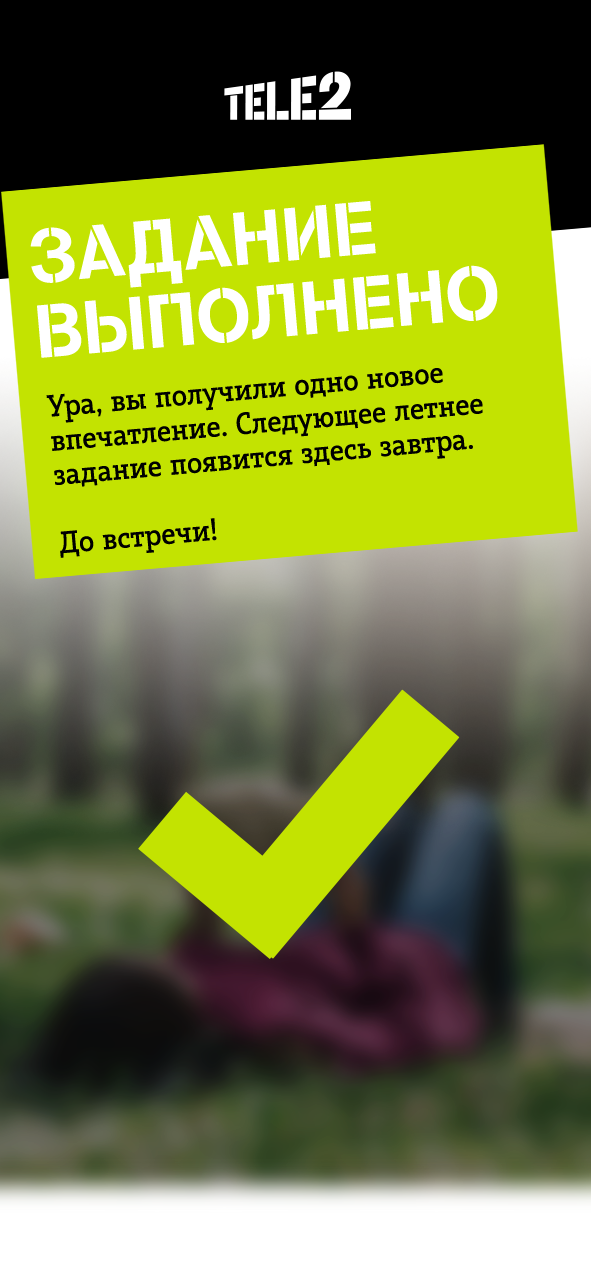 TELE2
ЗАДАНИЕ
ВЫПОЛНЕНО
Ура, вы получили одно новое
впечатление. Следующее летнее
задание появится здесь завтра.
До встречи!